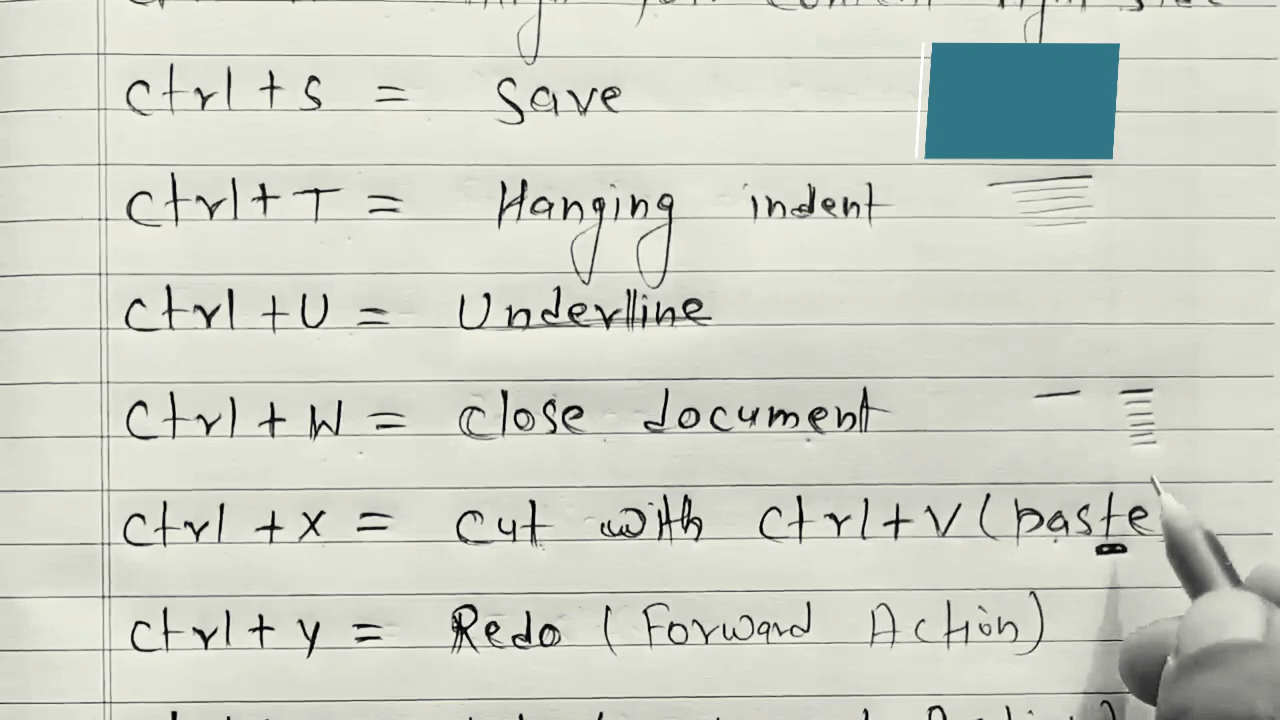 Ctrl + S = Save
Ctrl + T = Hanging indent
Ctrl + U = Underline
Ctrl + W = Close document
Ctrl + X = Cut with Ctrl + V (paste
Ctrl + y = Redo (Forward Action)